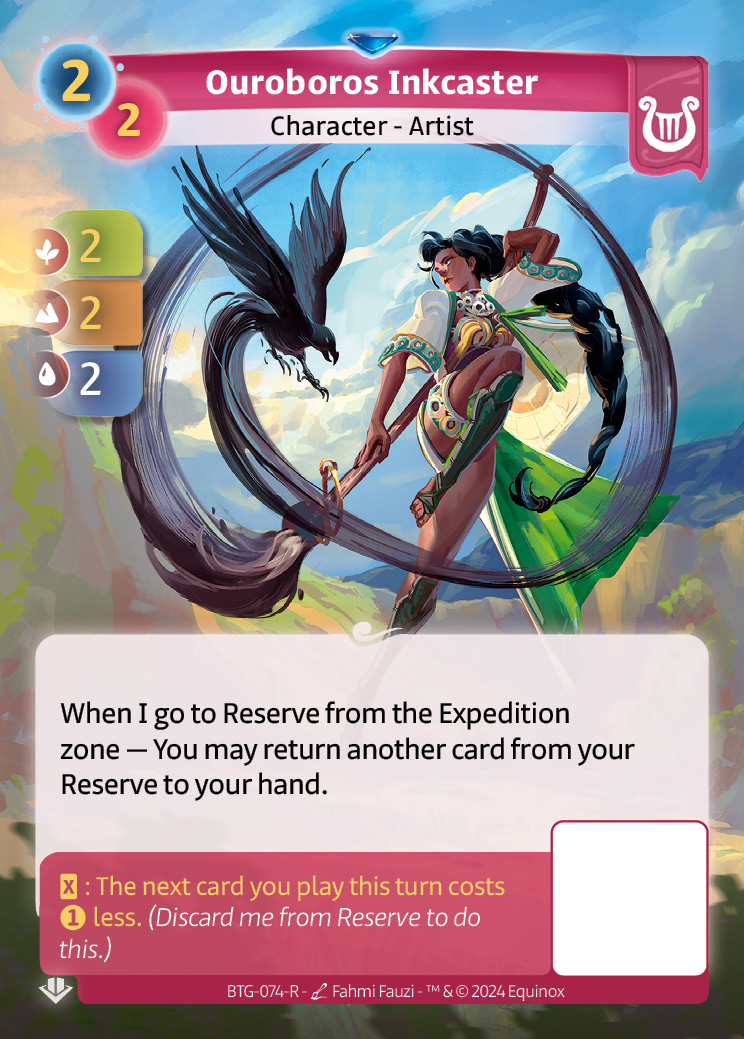 2
Ouroboros Inkcaster
2
Character - Artist
2
2
2
When I go to Reserve from the Expedition
zone — You may return another card from your
Reserve to your hand.
X : The next card you play this turn costs
1 less. (Discard me from Reserve to do
this.)
BTG-074-R - Fahmi Fauzi - ™ & © 2024 Equinox